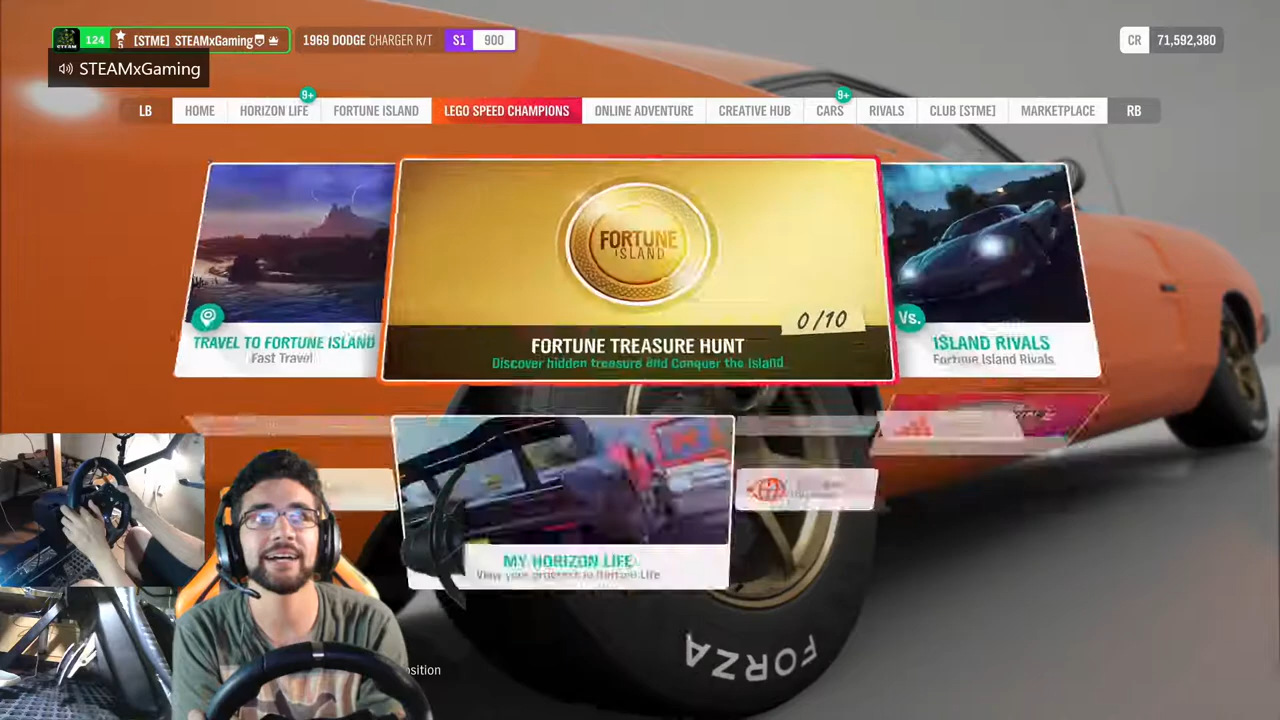 124
5
[STME] STEAMxGaming
1969 DODGE CHARGER R/T
S1 900
CR 71,592,380
STEAMxGaming
9+
9+
LB HOME HORIZON LIFE FORTUNE ISLAND LEGO SPEED CHAMPIONS ONLINE ADVENTURE CREATIVE HUB CARS RIVALS CLUB [STME] MARKETPLACE RB
FORTUNE
ISLAND
0/10
TRAVEL TO FORTUNE ISLAND
Fast Travel
FORTUNE TREASURE HUNT
Discover hidden treasure and Conquer the Island
Vs.
ISLAND RIVALS
Fortune Island Rivals
MY HORIZON LIFE
View your progress in Horizon Life
FORZA